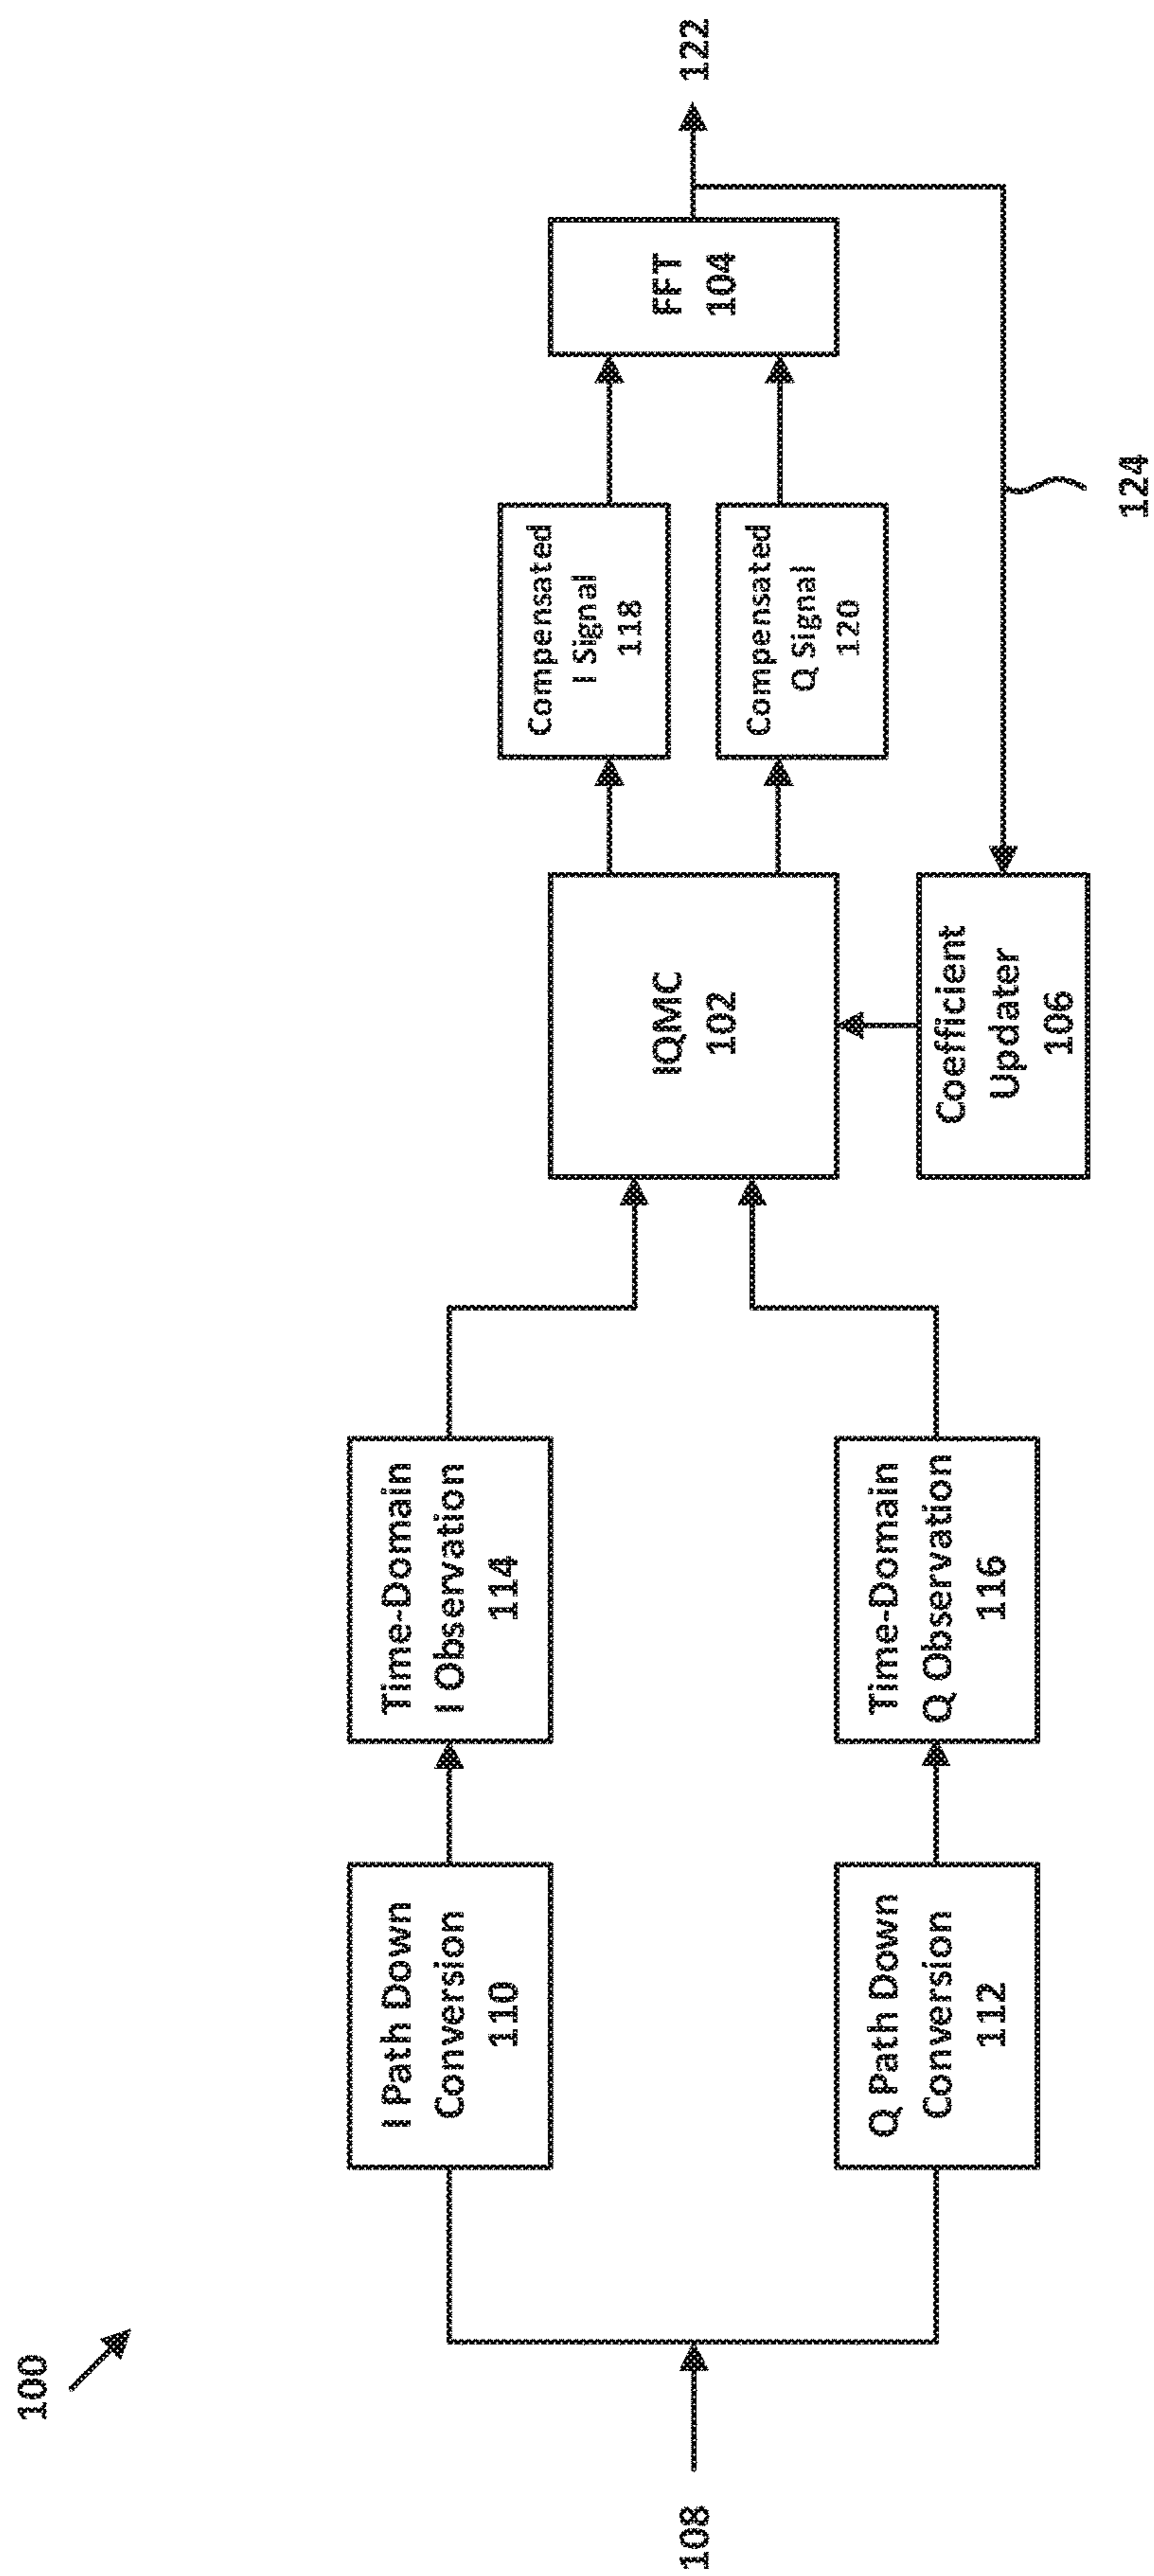 100
108
I Path Down
Conversion
110
Q Path Down
Conversion
112
Time-Domain
I Observation
114
Time-Domain
Q Observation
116
IQMC
102
Coefficient
Updater
106
Compensated
I Signal
118
Compensated
Q Signal
120
FFT
104
122
124